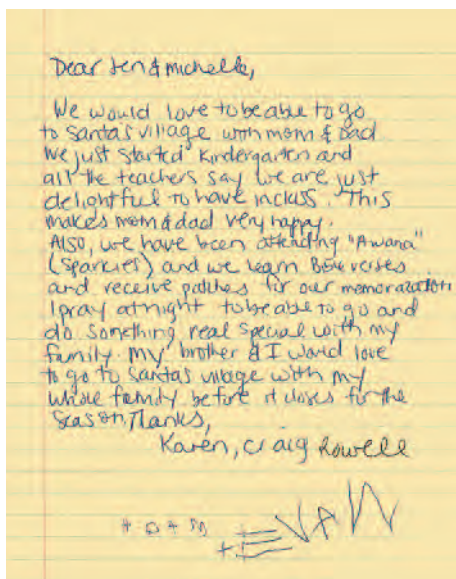 Dear Jen & michelle,
We would love to be able to go
to santa's village with mom & Dad
We just started Kindergarten and
all the teachers say we are just
delightful to have in class. This
makes mom & dad very happy.
Also, we have been attending "Awana"
(sparkies) and we learn Bible verses
and receive patches for our memorazation
I pray at night to be able to go and
do something real special with my
family. my brother & I would love
to go to santas village with my
whole family before it closes for the
season, Thanks,
Karen, Craig Rowell
EVAN